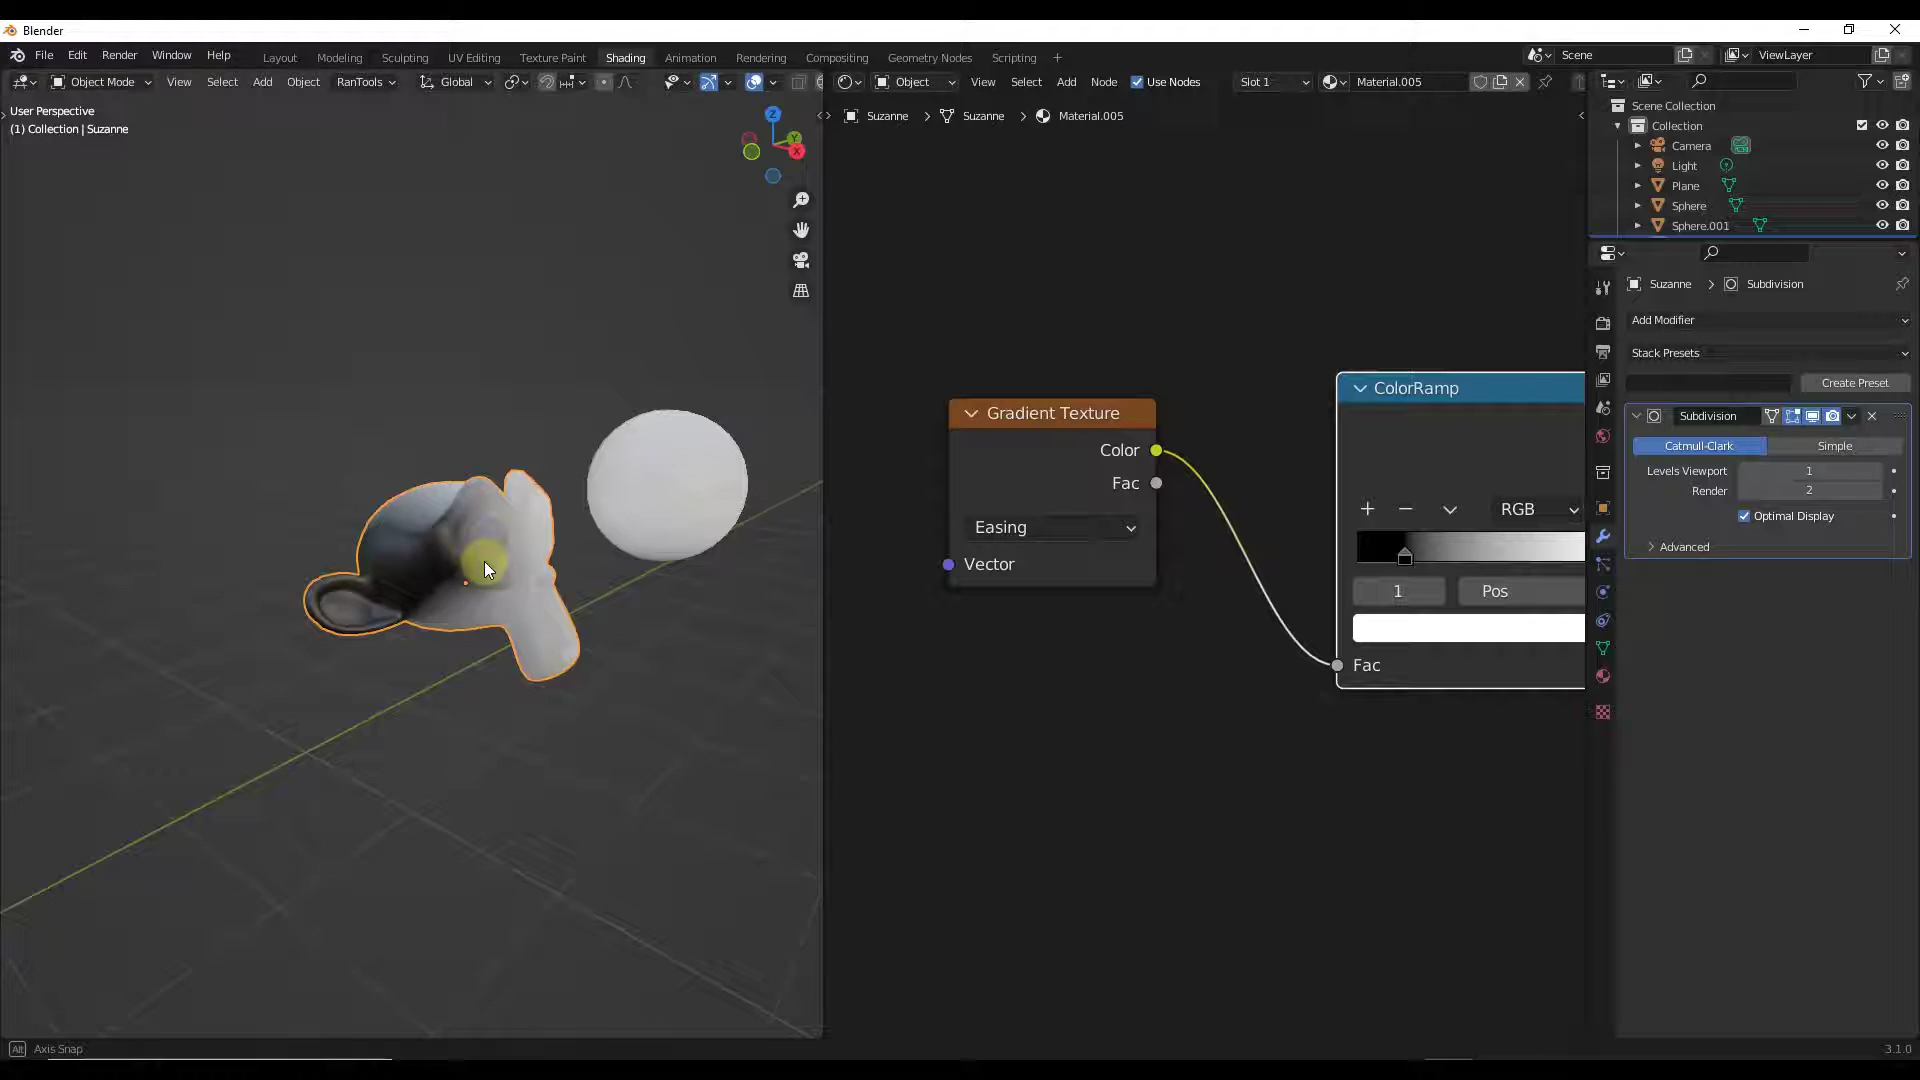 Blender
File Edit Render Window Help
Layout Modeling Sculpting UV Editing Texture Paint Shading Animation Rendering Compositing Geometry Nodes Scripting +
Scene
ViewLayer
Object Mode View Select Add Object RanTools Global
Object View Select Add Node Use Nodes Slot 1 Material.005
User Perspective
(1) Collection | Suzanne
Z
Y
X
Suzanne > Suzanne > Material.005
Scene Collection
Collection
Camera
Light
Plane
Sphere
Sphere.001
Suzanne > Subdivision
Add Modifier
Stack Presets
Create Preset
Subdivision
Catmull-Clark Simple
Levels Viewport 1
Render 2
Optimal Display
Advanced
Gradient Texture
Color
Fac
Easing
Vector
ColorRamp
+ − RGB
1 Pos
Fac
Alt Axis Snap
3.1.0